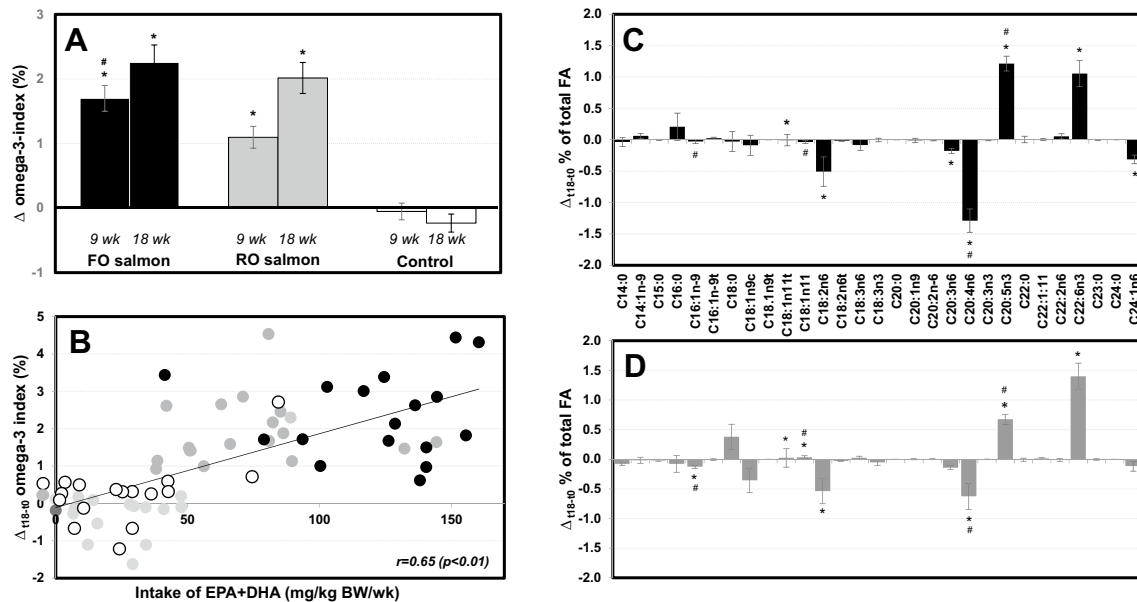 A
Δ omega-3-index (%)
3
2
1
0
-1
#
*
*
*
*
9 wk 18 wk
9 wk 18 wk
9 wk 18 wk
FO salmon
RO salmon
Control
B
Δt18-t0 omega-3 index (%)
5
4
3
2
1
0
-1
-2
0
50
100
150
r=0.65 (p<0.01)
Intake of EPA+DHA (mg/kg BW/wk)
C
Δt18-t0 % of total FA
2.0
1.5
1.0
0.5
0.0
-0.5
-1.0
-1.5
-2.0
#
*
#
*
*
*
#
#
*
*
*
C14:0
C14:1n-9
C15:0
C16:0
C16:1n-9
C16:1n-9t
C18:0
C18:1n9c
C18:1n9t
C18:1n11t
C18:1n11
C18:2n6
C18:2n6t
C18:3n6
C18:3n3
C20:0
C20:1n9
C20:2n-6
C20:3n6
C20:4n6
C20:3n3
C20:5n3
C22:0
C22:1:11
C22:2n6
C22:6n3
C23:0
C24:0
C24:1n6
D
Δt18-t0 % of total FA
2.0
1.5
1.0
0.5
0.0
-0.5
-1.0
-1.5
-2.0
*
#
*
#
*
*
*
#
#
*
*